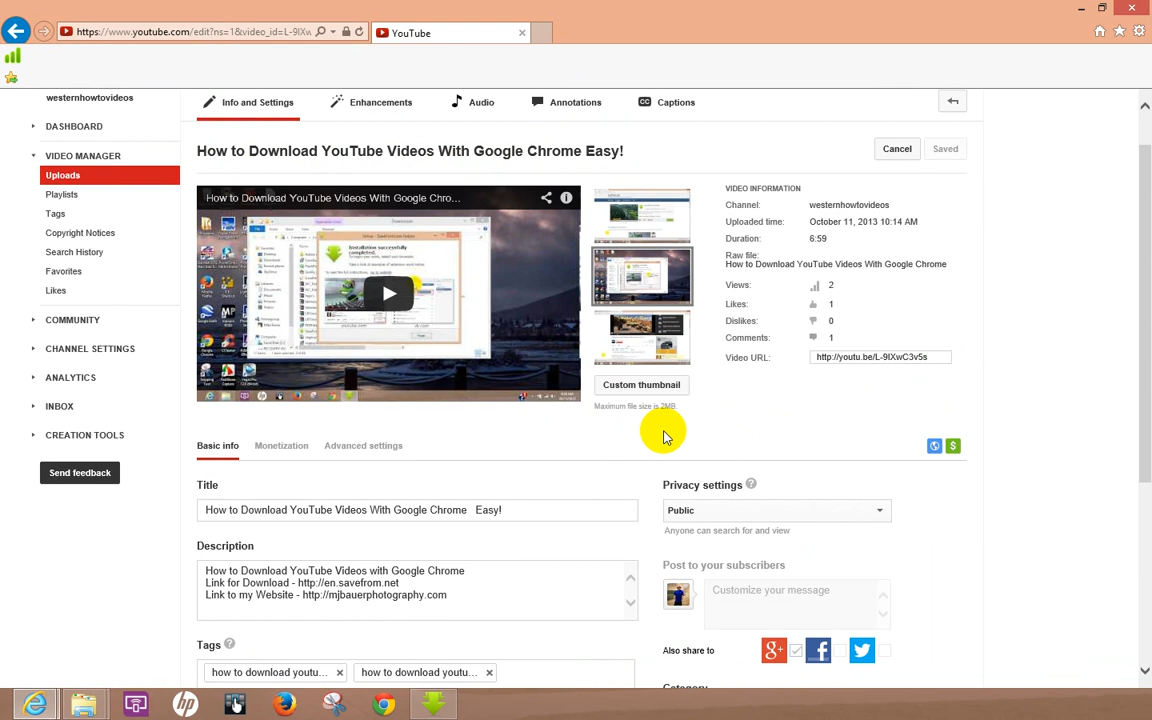 https://www.youtube.com/edit?ns=1&video_id=L-9IXw
YouTube
westernhowtovideos
DASHBOARD
VIDEO MANAGER
Uploads
Playlists
Tags
Copyright Notices
Search History
Favorites
Likes
COMMUNITY
CHANNEL SETTINGS
ANALYTICS
INBOX
CREATION TOOLS
Send feedback
Info and Settings
Enhancements
Audio
CC
Annotations
Captions
How to Download YouTube Videos With Google Chrome Easy!
Cancel
Saved
How to Download YouTube Videos With Google Chro...
Installation successfully
completed.
Custom thumbnail
Maximum file size is 2MB.
VIDEO INFORMATION
Channel: westernhowtovideos
Uploaded time: October 11, 2013 10:14 AM
Duration: 6:59
Raw file:
How to Download YouTube Videos With Google Chrome
Views: 2
Likes: 1
Dislikes: 0
Comments: 1
Video URL: http://youtu.be/L-9IXwC3v5s
Basic info
Monetization
Advanced settings
$
Title
How to Download YouTube Videos With Google Chrome Easy!
Description
How to Download YouTube Videos with Google Chrome
Link for Download - http://en.savefrom.net
Link to my Website - http://mjbauerphotography.com
Tags ?
how to download youtu... ×
how to download youtu... ×
Privacy settings ?
Public
Anyone can search for and view
Post to your subscribers
Customize your message
Also share to
g+
f
Category
hp